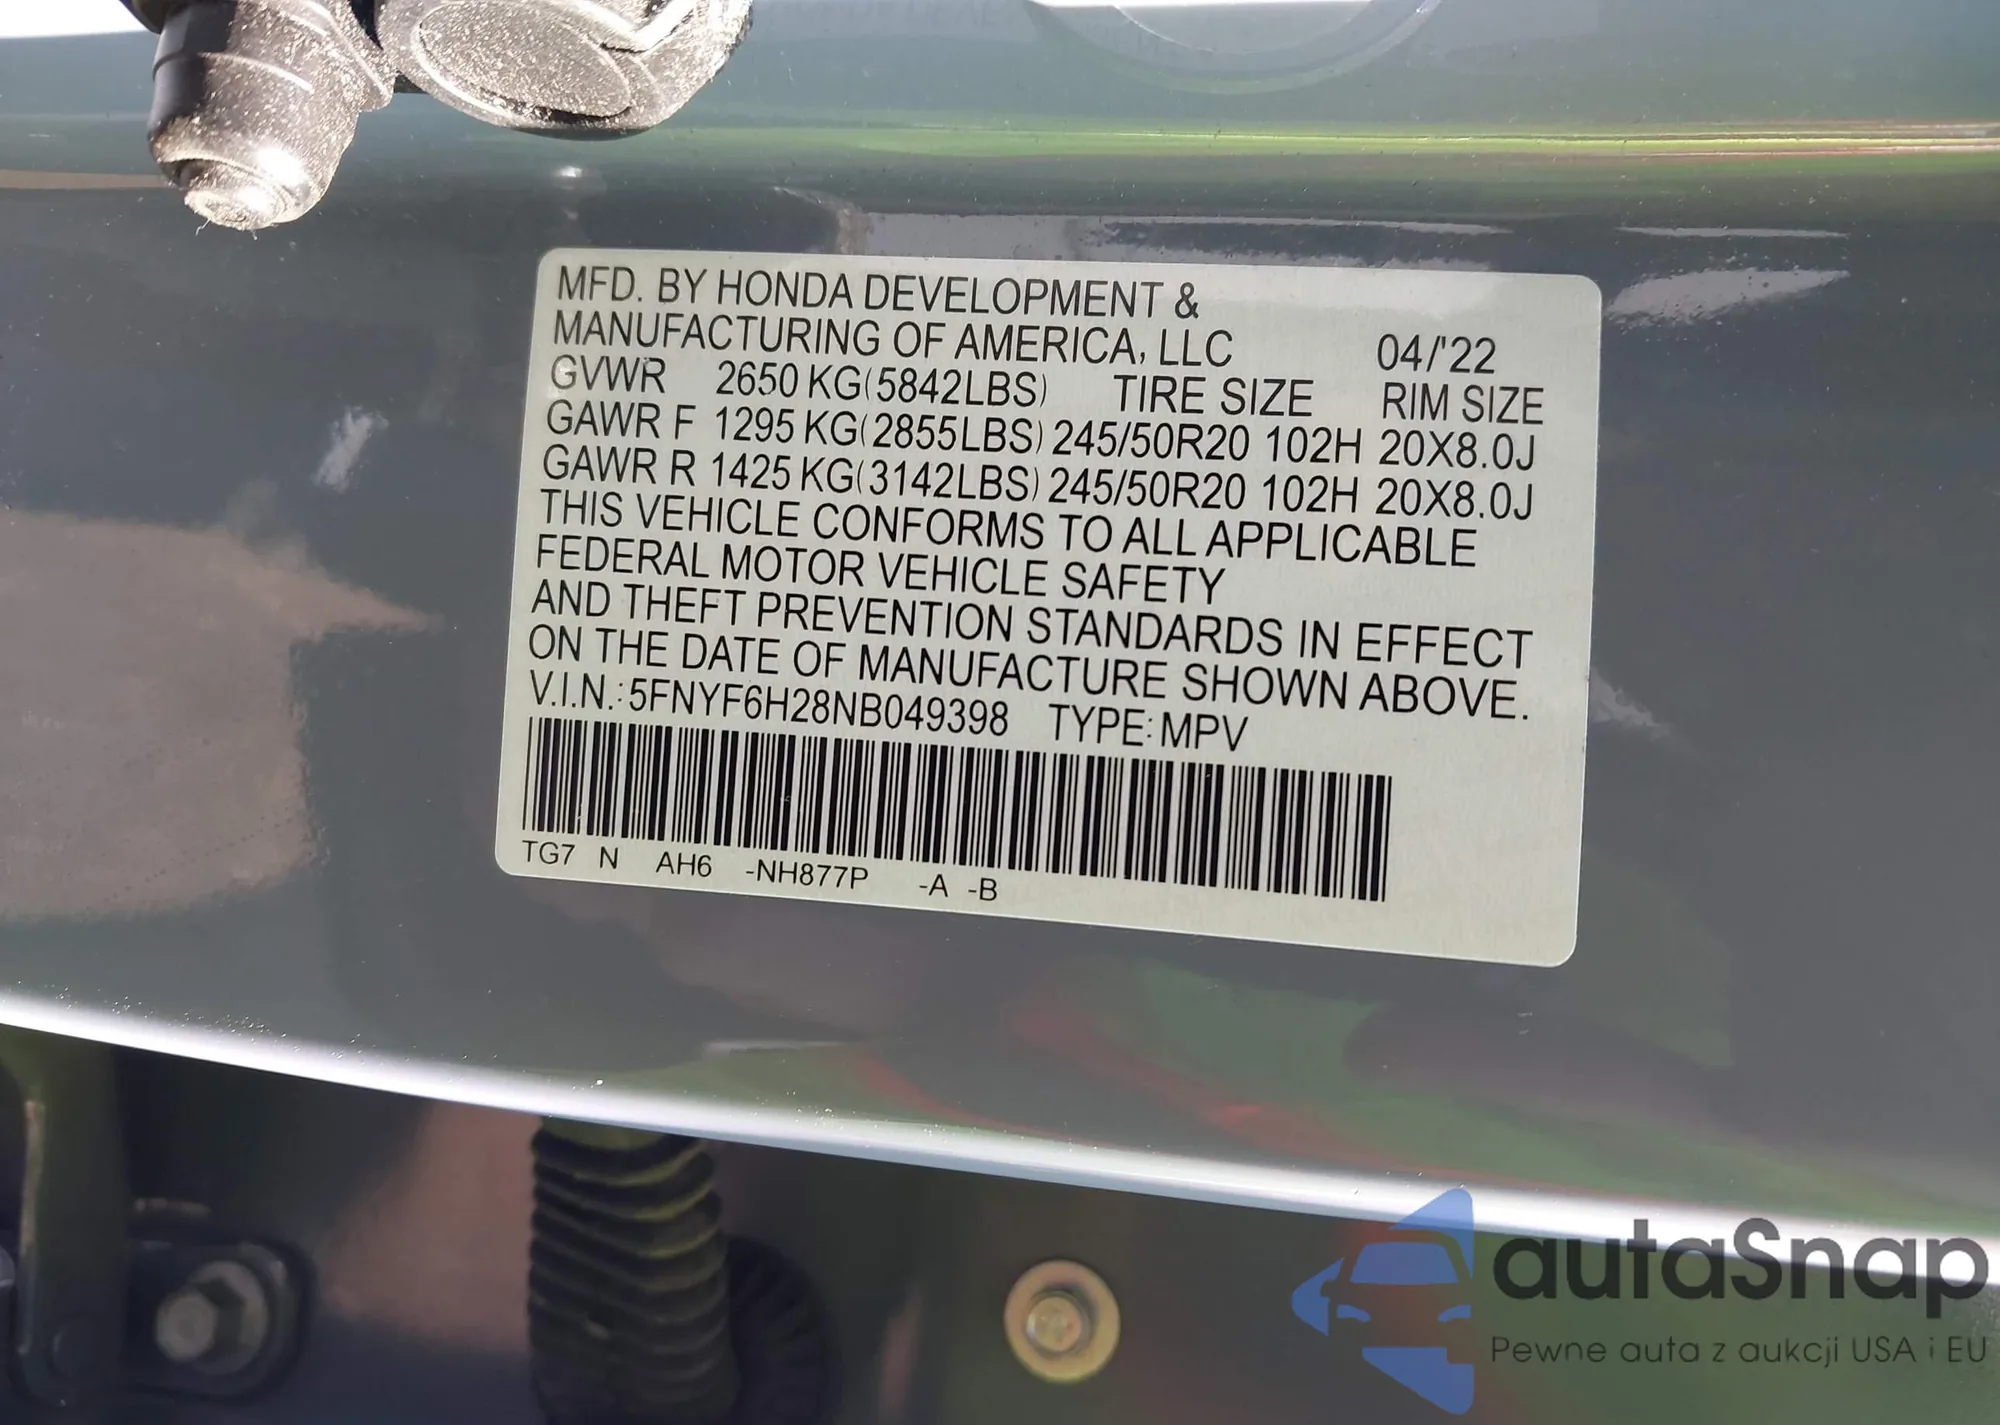 MFD. BY HONDA DEVELOPMENT &
MANUFACTURING OF AMERICA, LLC 04/'22
GVWR 2650 KG(5842LBS) TIRE SIZE RIM SIZE
GAWR F 1295 KG(2855LBS) 245/50R20 102H 20X8.0J
GAWR R 1425 KG(3142LBS) 245/50R20 102H 20X8.0J
THIS VEHICLE CONFORMS TO ALL APPLICABLE
FEDERAL MOTOR VEHICLE SAFETY
AND THEFT PREVENTION STANDARDS IN EFFECT
ON THE DATE OF MANUFACTURE SHOWN ABOVE.
V.I.N.: 5FNYF6H28NB049398 TYPE: MPV
TG7 N AH6 -NH877P -A -B
autaSnap
Pewne auta z aukcji USA i EU